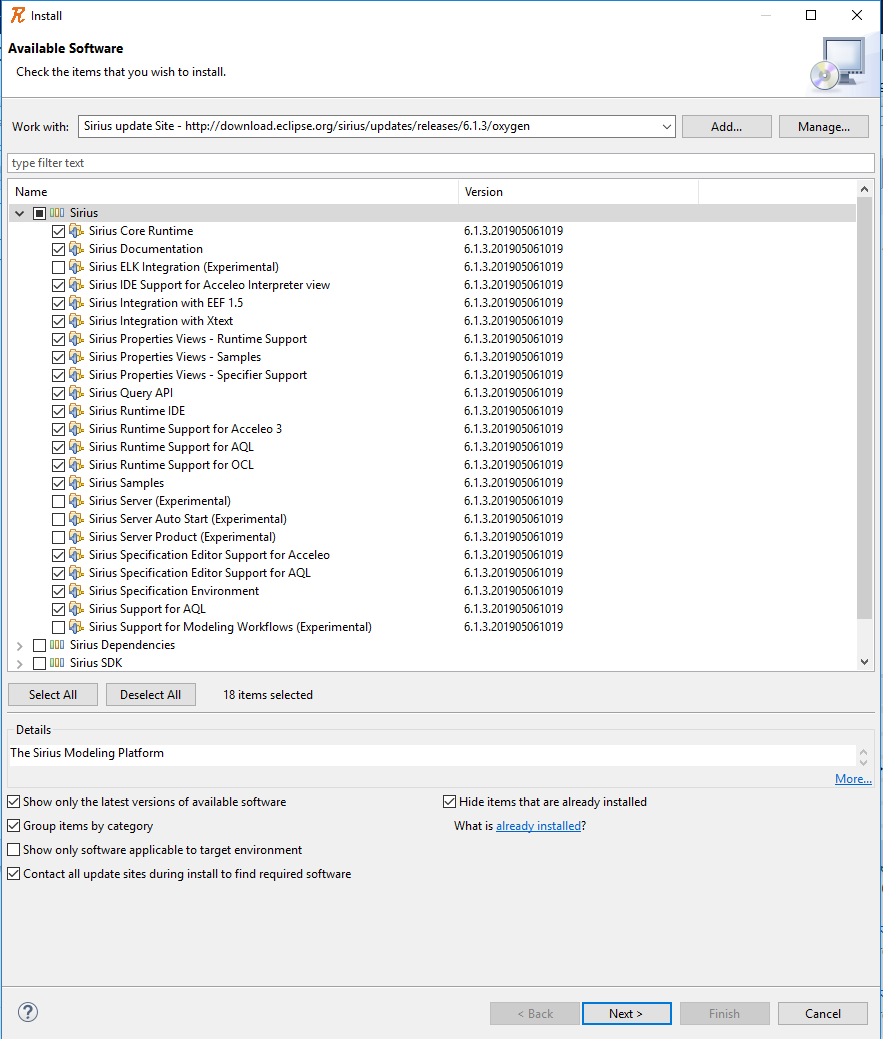 Install
Available Software
Check the items that you wish to install.
Work with: Sirius update Site - http://download.eclipse.org/sirius/updates/releases/6.1.3/oxygen Add... Manage...
type filter text
Name Version
Sirius
Sirius Core Runtime 6.1.3.201905061019
Sirius Documentation 6.1.3.201905061019
Sirius ELK Integration (Experimental) 6.1.3.201905061019
Sirius IDE Support for Acceleo Interpreter view 6.1.3.201905061019
Sirius Integration with EEF 1.5 6.1.3.201905061019
Sirius Integration with Xtext 6.1.3.201905061019
Sirius Properties Views - Runtime Support 6.1.3.201905061019
Sirius Properties Views - Samples 6.1.3.201905061019
Sirius Properties Views - Specifier Support 6.1.3.201905061019
Sirius Query API 6.1.3.201905061019
Sirius Runtime IDE 6.1.3.201905061019
Sirius Runtime Support for Acceleo 3 6.1.3.201905061019
Sirius Runtime Support for AQL 6.1.3.201905061019
Sirius Runtime Support for OCL 6.1.3.201905061019
Sirius Samples 6.1.3.201905061019
Sirius Server (Experimental) 6.1.3.201905061019
Sirius Server Auto Start (Experimental) 6.1.3.201905061019
Sirius Server Product (Experimental) 6.1.3.201905061019
Sirius Specification Editor Support for Acceleo 6.1.3.201905061019
Sirius Specification Editor Support for AQL 6.1.3.201905061019
Sirius Specification Environment 6.1.3.201905061019
Sirius Support for AQL 6.1.3.201905061019
Sirius Support for Modeling Workflows (Experimental) 6.1.3.201905061019
Sirius Dependencies
Sirius SDK
Select All Deselect All 18 items selected
Details
The Sirius Modeling Platform
More...
Show only the latest versions of available software Hide items that are already installed
Group items by category What is already installed?
Show only software applicable to target environment
Contact all update sites during install to find required software
? < Back Next > Finish Cancel